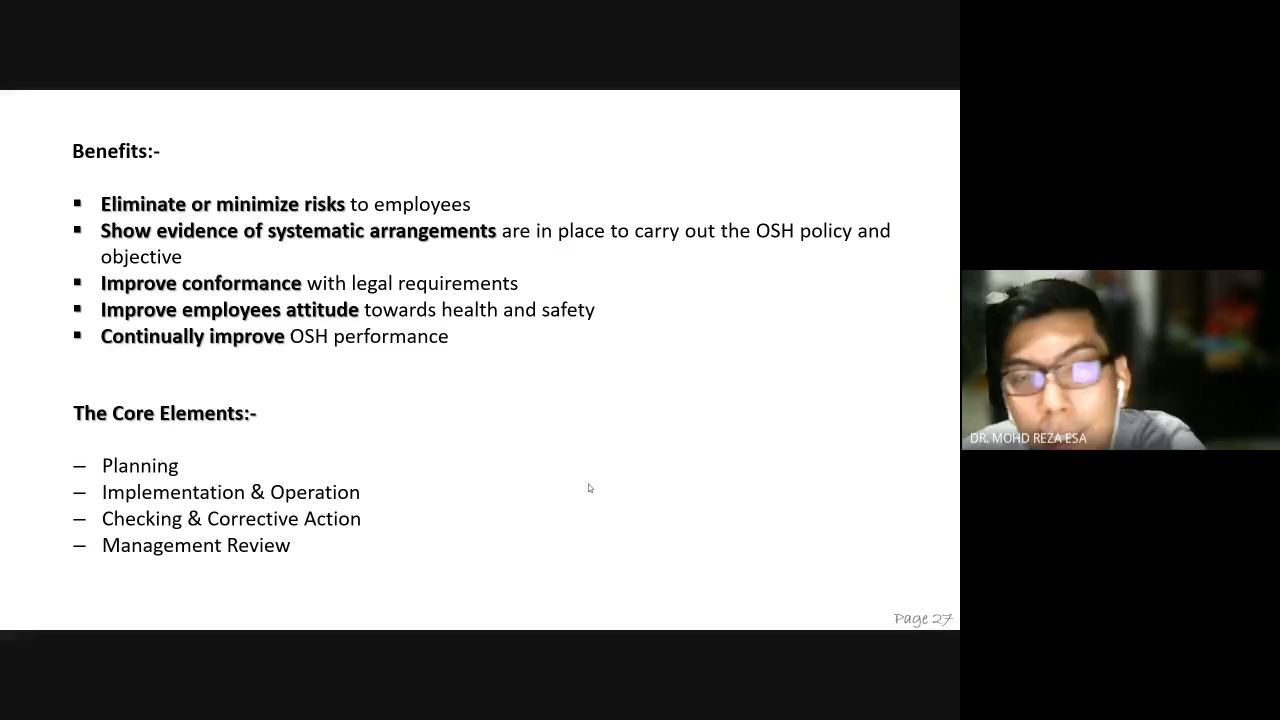 Benefits:-
▪ Eliminate or minimize risks to employees
▪ Show evidence of systematic arrangements are in place to carry out the OSH policy and
objective
▪ Improve conformance with legal requirements
▪ Improve employees attitude towards health and safety
▪ Continually improve OSH performance
The Core Elements:-
– Planning
– Implementation & Operation
– Checking & Corrective Action
– Management Review
Page 27
DR. MOHD REZA ESA